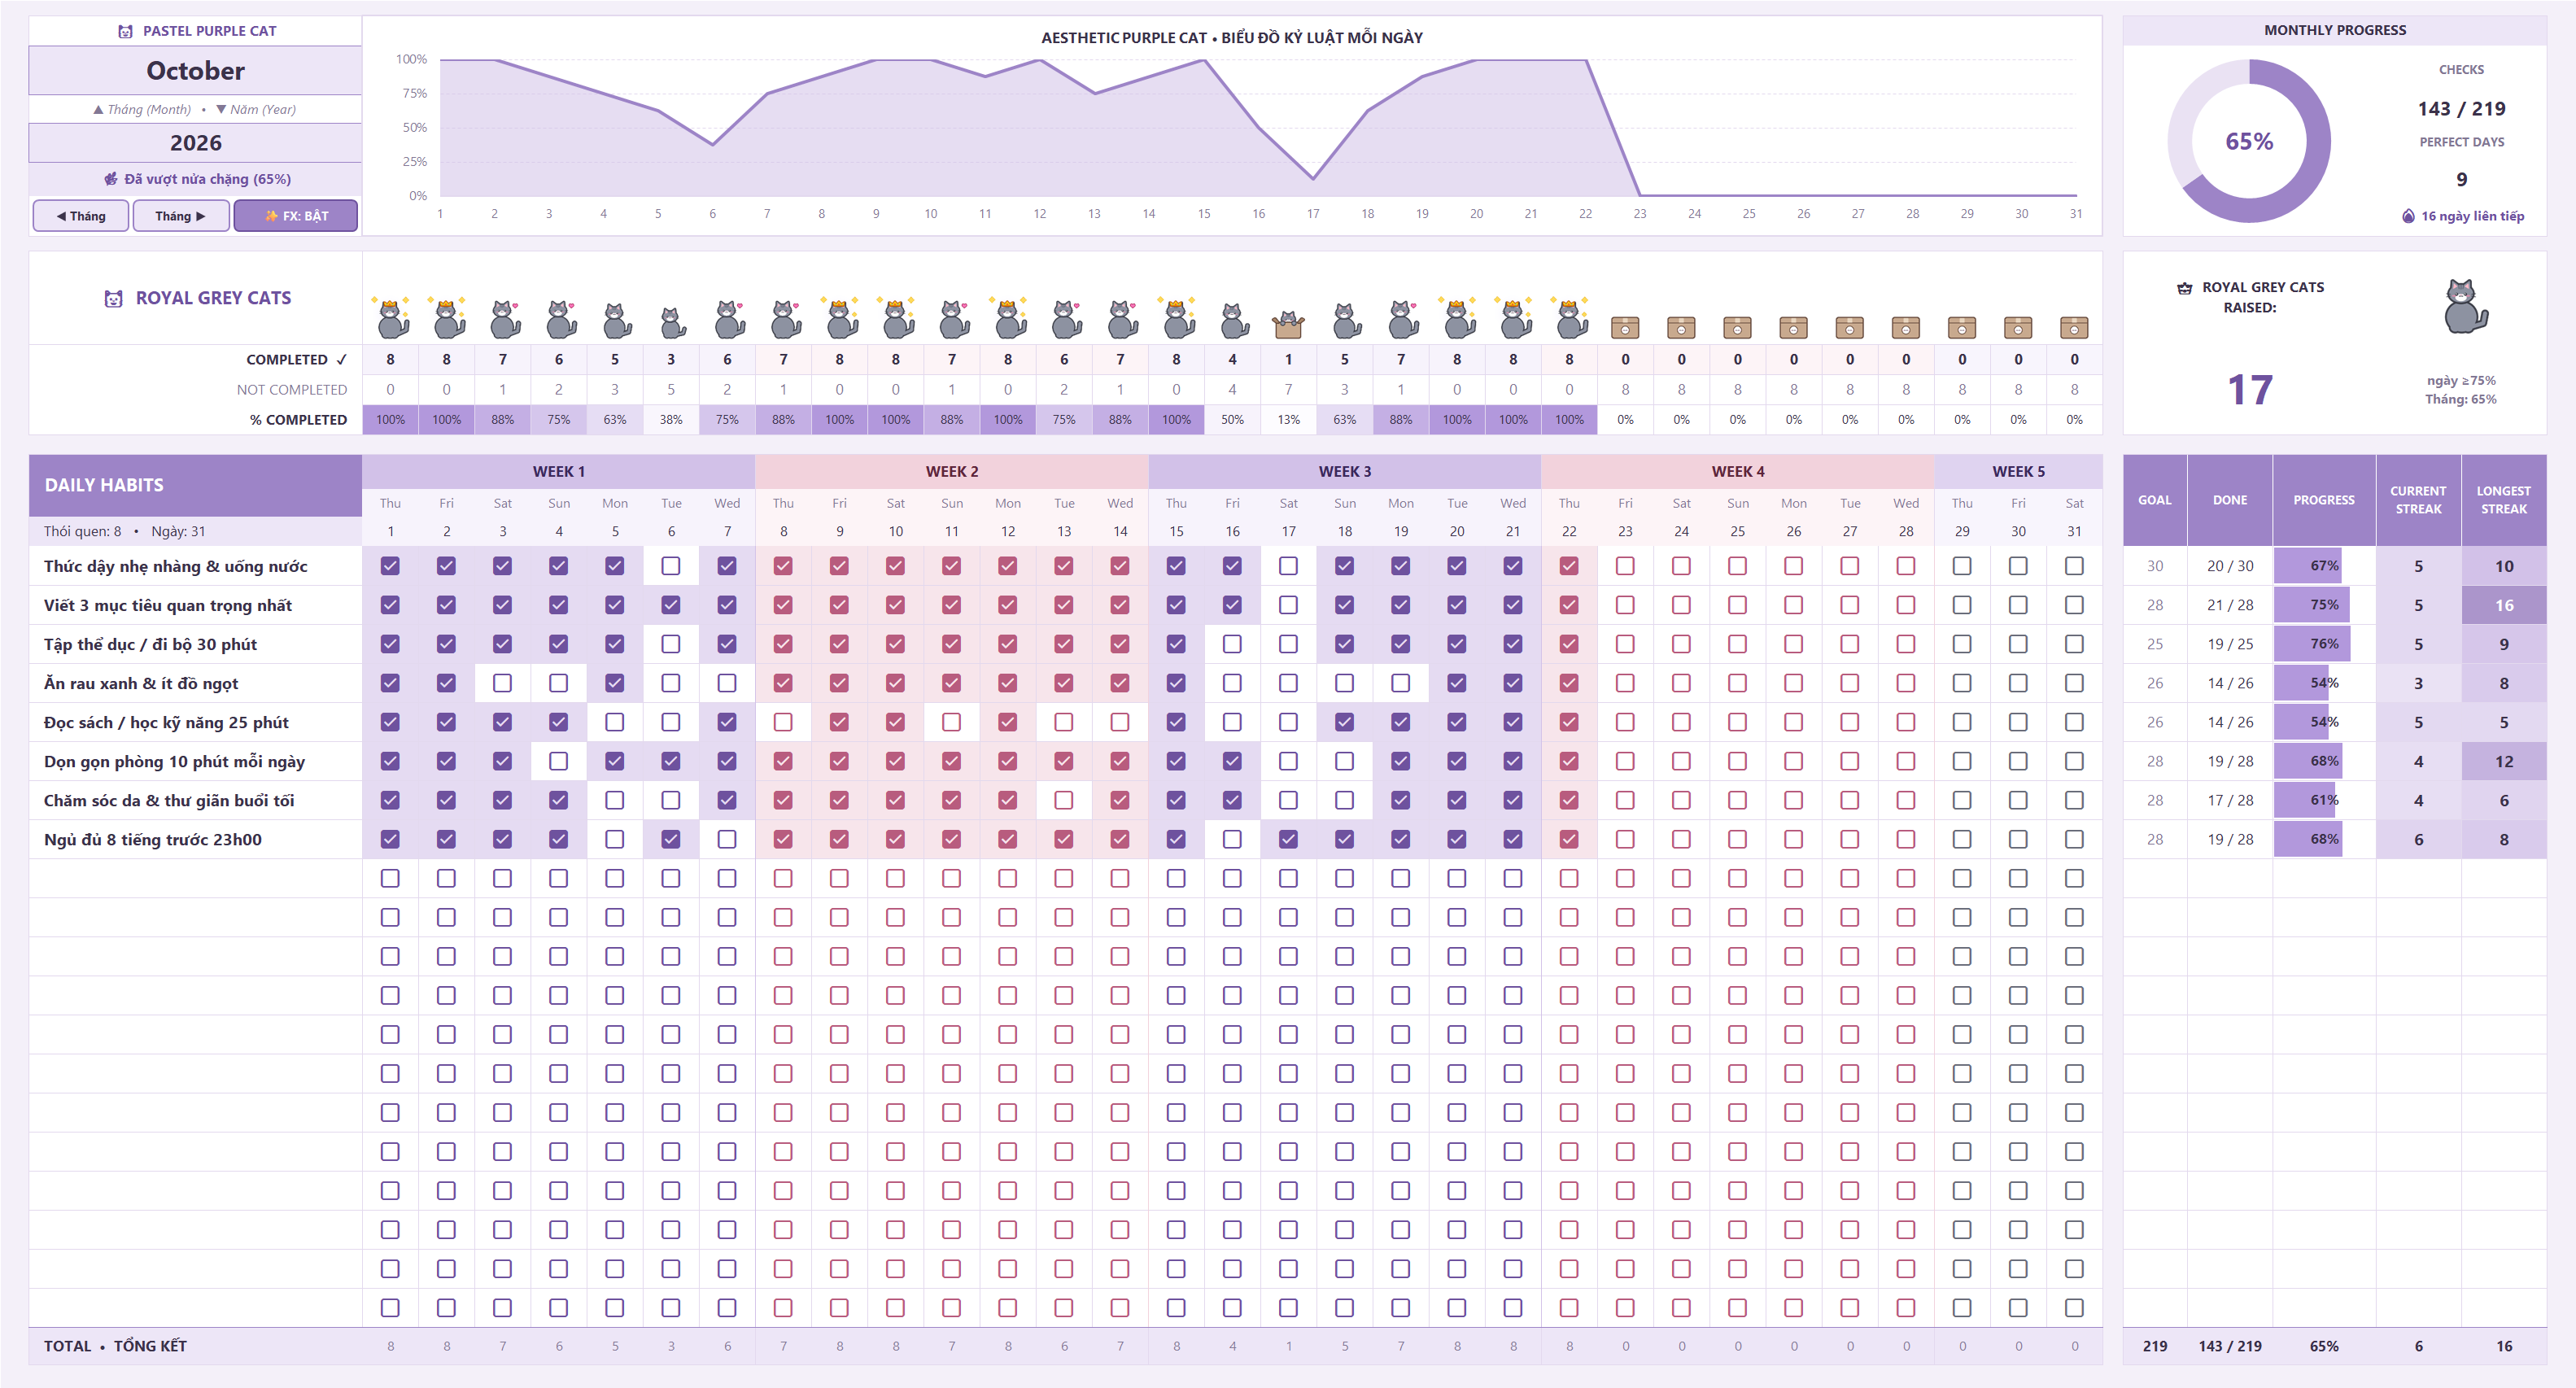 PASTEL PURPLE CAT
October
▲ Tháng (Month) • ▼ Năm (Year)
2026
Đã vượt nửa chặng (65%)
◀ Tháng Tháng ▶ FX: BẬT
AESTHETIC PURPLE CAT • BIỂU ĐỒ KỶ LUẬT MỖI NGÀY
100%
75%
50%
25%
0%
1 2 3 4 5 6 7 8 9 10 11 12 13 14 15 16 17 18 19 20 21 22 23 24 25 26 27 28 29 30 31
MONTHLY PROGRESS
65%
CHECKS
143 / 219
PERFECT DAYS
9
16 ngày liên tiếp
ROYAL GREY CATS
COMPLETED ✓ 8 8 7 6 5 3 6 7 8 8 7 8 6 7 8 4 1 5 7 8 8 8 0 0 0 0 0 0 0 0 0
NOT COMPLETED 0 0 1 2 3 5 2 1 0 0 1 0 2 1 0 4 7 3 1 0 0 0 8 8 8 8 8 8 8 8 8
% COMPLETED 100% 100% 88% 75% 63% 38% 75% 88% 100% 100% 88% 100% 75% 88% 100% 50% 13% 63% 88% 100% 100% 100% 0% 0% 0% 0% 0% 0% 0% 0% 0%
ROYAL GREY CATS
RAISED:
17
ngày ≥75%
Tháng: 65%
DAILY HABITS
WEEK 1 WEEK 2 WEEK 3 WEEK 4 WEEK 5
Thu Fri Sat Sun Mon Tue Wed Thu Fri Sat Sun Mon Tue Wed Thu Fri Sat Sun Mon Tue Wed Thu Fri Sat Sun Mon Tue Wed Thu Fri Sat
Thói quen: 8 • Ngày: 31
1 2 3 4 5 6 7 8 9 10 11 12 13 14 15 16 17 18 19 20 21 22 23 24 25 26 27 28 29 30 31
GOAL DONE PROGRESS CURRENT STREAK LONGEST STREAK
Thức dậy nhẹ nhàng & uống nước 30 20 / 30 67% 5 10
Viết 3 mục tiêu quan trọng nhất 28 21 / 28 75% 5 16
Tập thể dục / đi bộ 30 phút 25 19 / 25 76% 5 9
Ăn rau xanh & ít đồ ngọt 26 14 / 26 54% 3 8
Đọc sách / học kỹ năng 25 phút 26 14 / 26 54% 5 5
Dọn gọn phòng 10 phút mỗi ngày 28 19 / 28 68% 4 12
Chăm sóc da & thư giãn buổi tối 28 17 / 28 61% 4 6
Ngủ đủ 8 tiếng trước 23h00 28 19 / 28 68% 6 8
TOTAL • TỔNG KẾT 8 8 7 6 5 3 6 7 8 8 7 8 6 7 8 4 1 5 7 8 8 8 0 0 0 0 0 0 0 0 0 219 143 / 219 65% 6 16